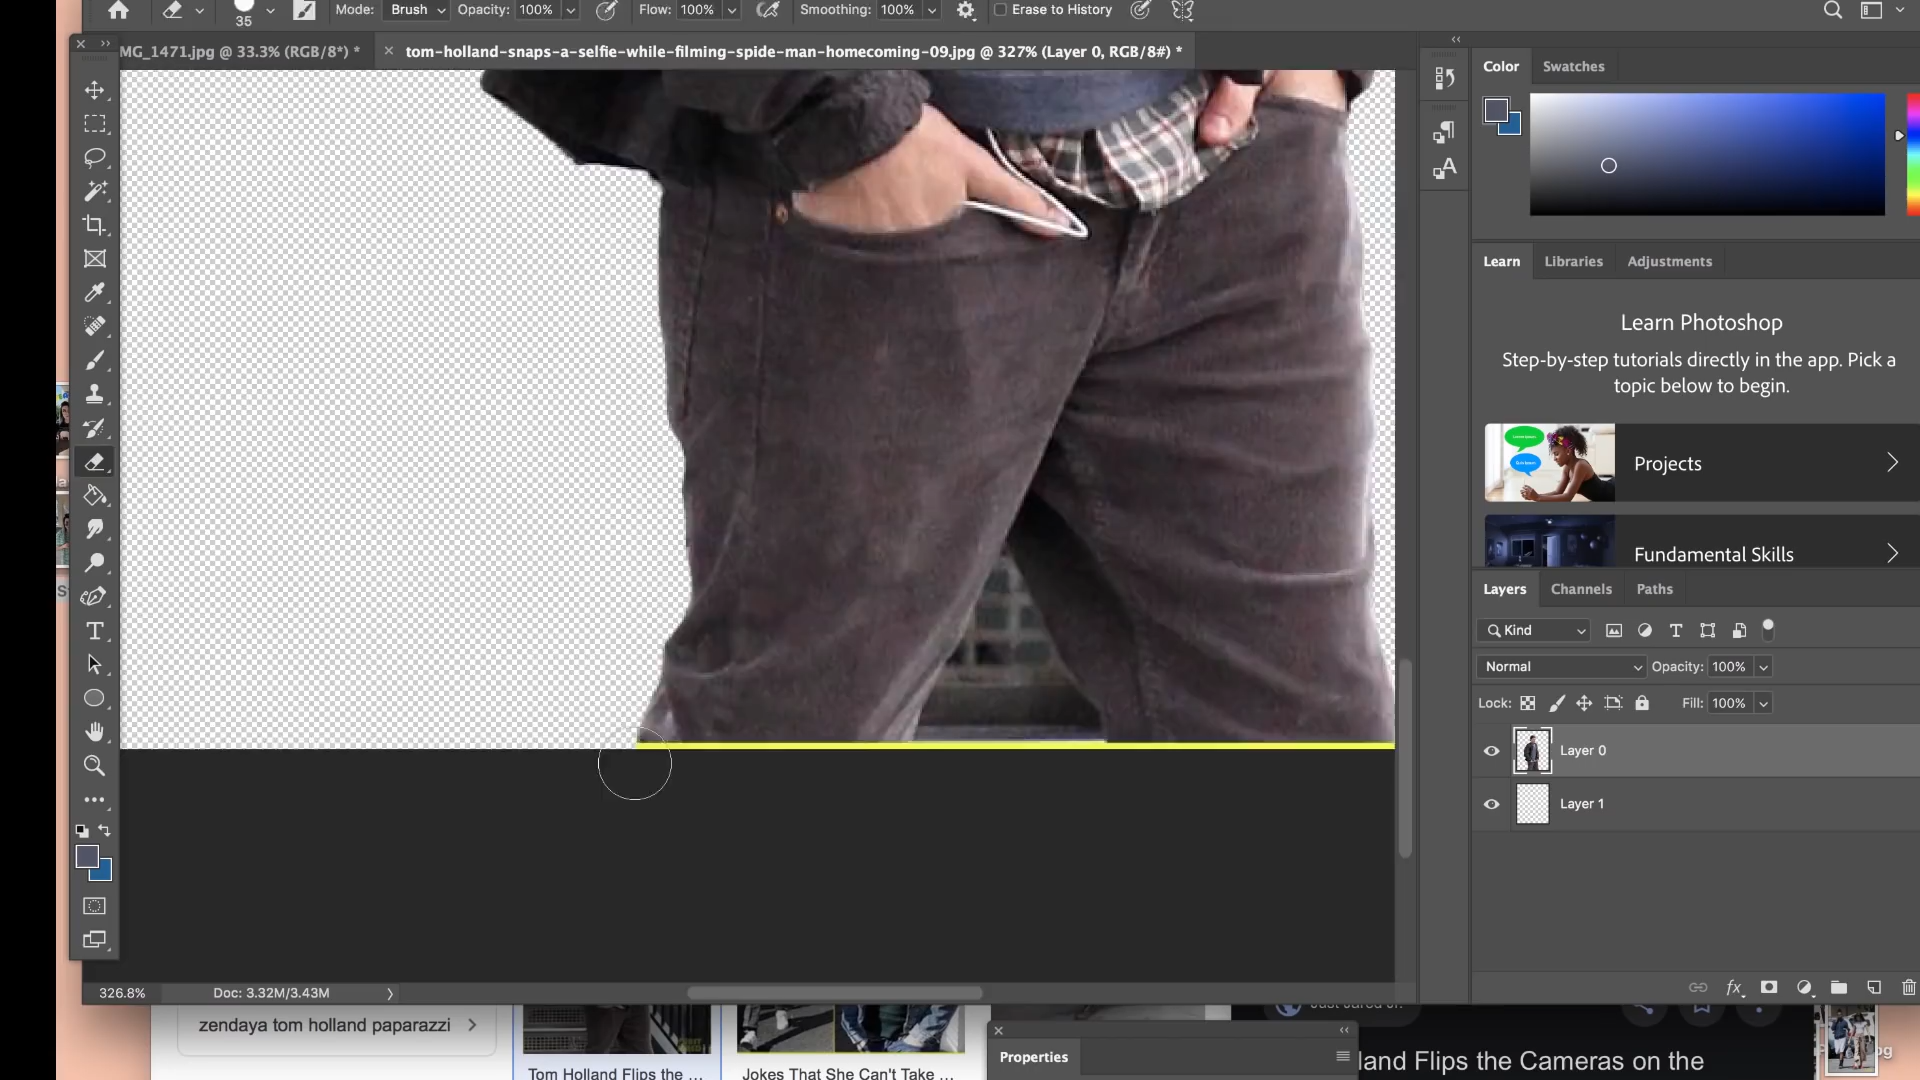 35
Mode: Brush Opacity: 100% Flow: 100% Smoothing: 100% Erase to History
MG_1471.jpg @ 33.3% (RGB/8*) *
tom-holland-snaps-a-selfie-while-filming-spide-man-homecoming-09.jpg @ 327% (Layer 0, RGB/8#) *
Color Swatches
Learn Libraries Adjustments
Learn Photoshop
Step-by-step tutorials directly in the app. Pick a
topic below to begin.
Projects
Fundamental Skills
Layers Channels Paths
Kind
Normal Opacity: 100%
Lock: Fill: 100%
Layer 0
Layer 1
fx
326.8% Doc: 3.32M/3.43M
zendaya tom holland paparazzi
Tom Holland Flips the ...
Jokes That She Can't Take ...
Properties
Just Jared Jr.
land Flips the Cameras on the